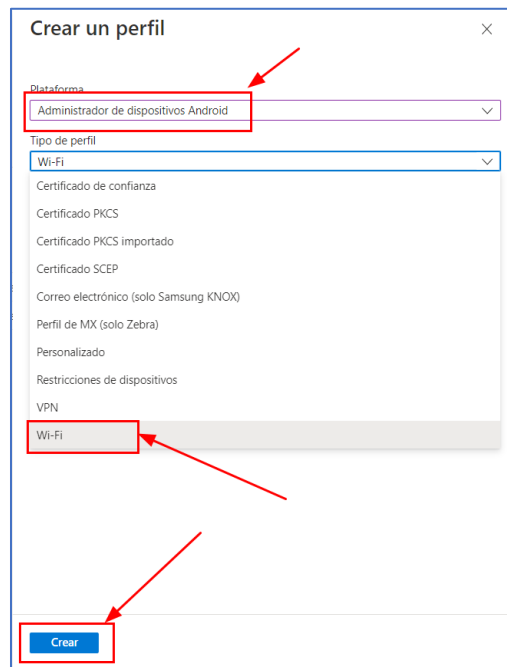 Crear un perfil
Plataforma
Administrador de dispositivos Android
Tipo de perfil
Wi-Fi
Certificado de confianza
Certificado PKCS
Certificado PKCS importado
Certificado SCEP
Correo electrónico (solo Samsung KNOX)
Perfil de MX (solo Zebra)
Personalizado
Restricciones de dispositivos
VPN
Wi-Fi
Crear